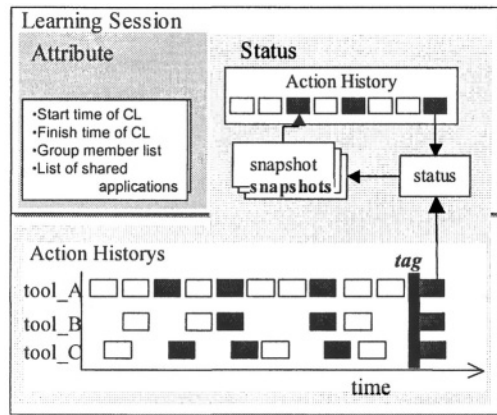 Learning Session
Attribute
•Start time of CL
•Finish time of CL
•Group member list
•List of shared
applications
Status
Action History
snapshot
snapshots
status
Action Historys
tag
tool_A
tool_B
tool_C
time